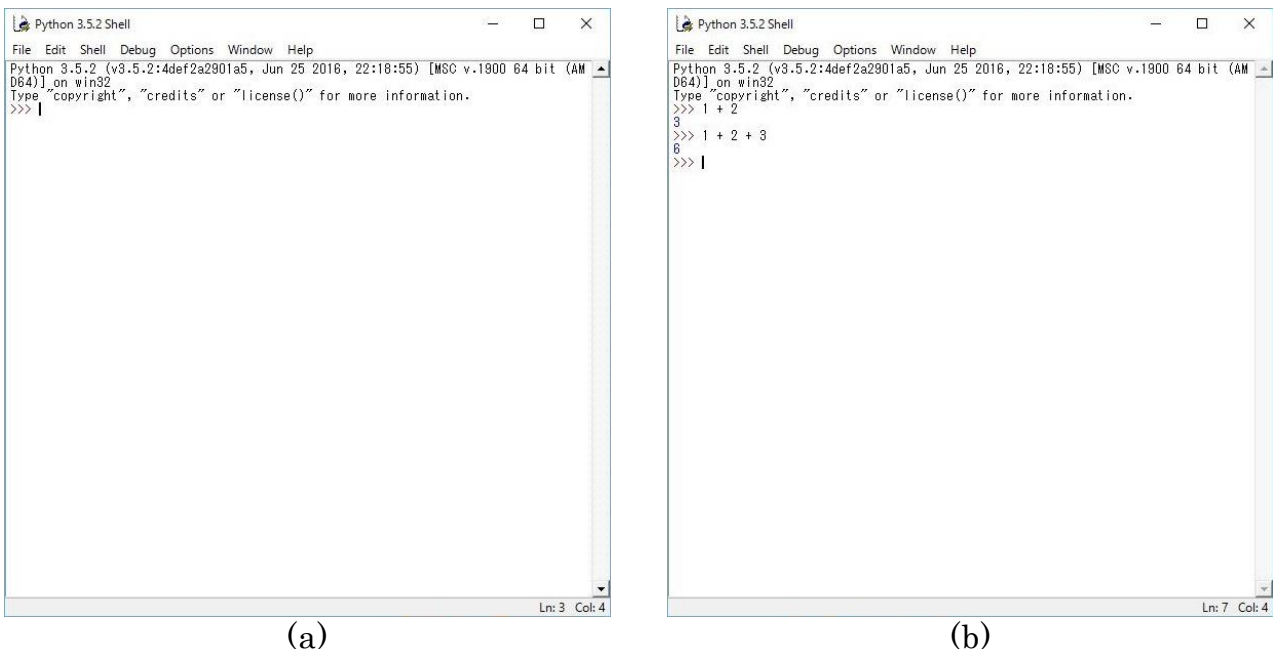 Python 3.5.2 Shell
File Edit Shell Debug Options Window Help
Python 3.5.2 (v3.5.2:4def2a2901a5, Jun 25 2016, 22:18:55) [MSC v.1900 64 bit (AM
D64)] on win32
Type "copyright", "credits" or "license()" for more information.
>>>
Ln: 3 Col: 4
(a)
Python 3.5.2 Shell
File Edit Shell Debug Options Window Help
Python 3.5.2 (v3.5.2:4def2a2901a5, Jun 25 2016, 22:18:55) [MSC v.1900 64 bit (AM
D64)] on win32
Type "copyright", "credits" or "license()" for more information.
>>> 1 + 2
3
>>> 1 + 2 + 3
6
>>>
Ln: 7 Col: 4
(b)